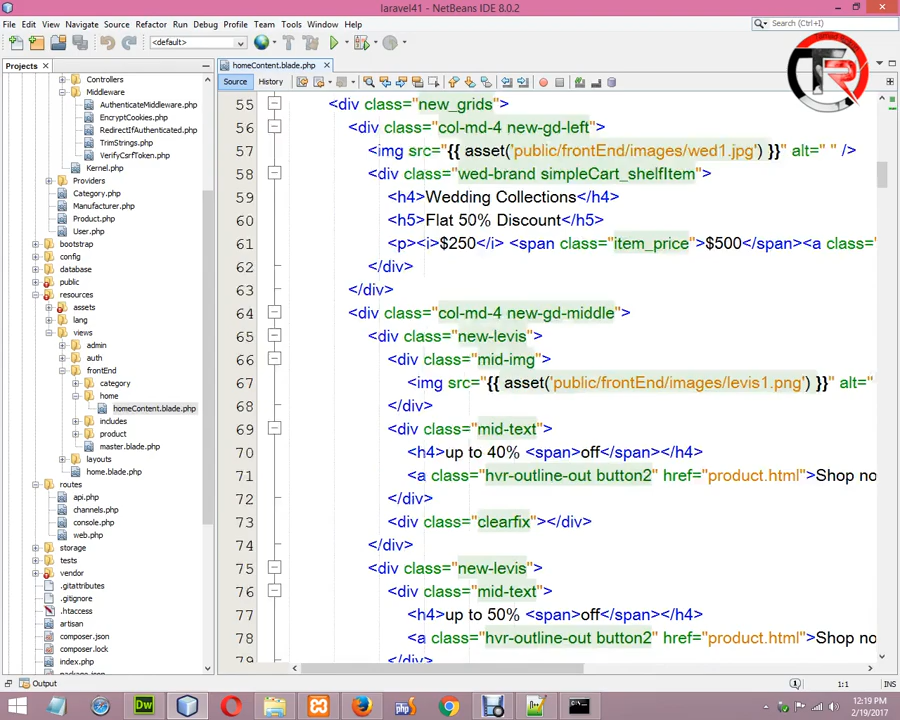 laravel41 - NetBeans IDE 8.0.2
File Edit View Navigate Source Refactor Run Debug Profile Team Tools Window Help
Search (Ctrl+I)
<default>
Projects
homeContent.blade.php
Source History
Controllers
Middleware
AuthenticateMiddleware.php
EncryptCookies.php
RedirectIfAuthenticated.php
TrimStrings.php
VerifyCsrfToken.php
Kernel.php
Providers
Category.php
Manufacturer.php
Product.php
User.php
bootstrap
config
database
public
resources
assets
lang
views
admin
auth
frontEnd
category
home
homeContent.blade.php
includes
product
master.blade.php
layouts
home.blade.php
routes
api.php
channels.php
console.php
web.php
storage
tests
vendor
.gitattributes
.gitignore
.htaccess
artisan
composer.json
composer.lock
index.php
package.json
55 <div class="new_grids">
56 <div class="col-md-4 new-gd-left">
57 <img src="{{ asset('public/frontEnd/images/wed1.jpg') }}" alt=" " />
58 <div class="wed-brand simpleCart_shelfItem">
59 <h4>Wedding Collections</h4>
60 <h5>Flat 50% Discount</h5>
61 <p><i>$250</i> <span class="item_price">$500</span><a class="
62 </div>
63 </div>
64 <div class="col-md-4 new-gd-middle">
65 <div class="new-levis">
66 <div class="mid-img">
67 <img src="{{ asset('public/frontEnd/images/levis1.png') }}" alt="
68 </div>
69 <div class="mid-text">
70 <h4>up to 40% <span>off</span></h4>
71 <a class="hvr-outline-out button2" href="product.html">Shop no
72 </div>
73 <div class="clearfix"></div>
74 </div>
75 <div class="new-levis">
76 <div class="mid-text">
77 <h4>up to 50% <span>off</span></h4>
78 <a class="hvr-outline-out button2" href="product.html">Shop no
79 </div>
Output
1:1 INS
Dw
php
12:19 PM
2/19/2017